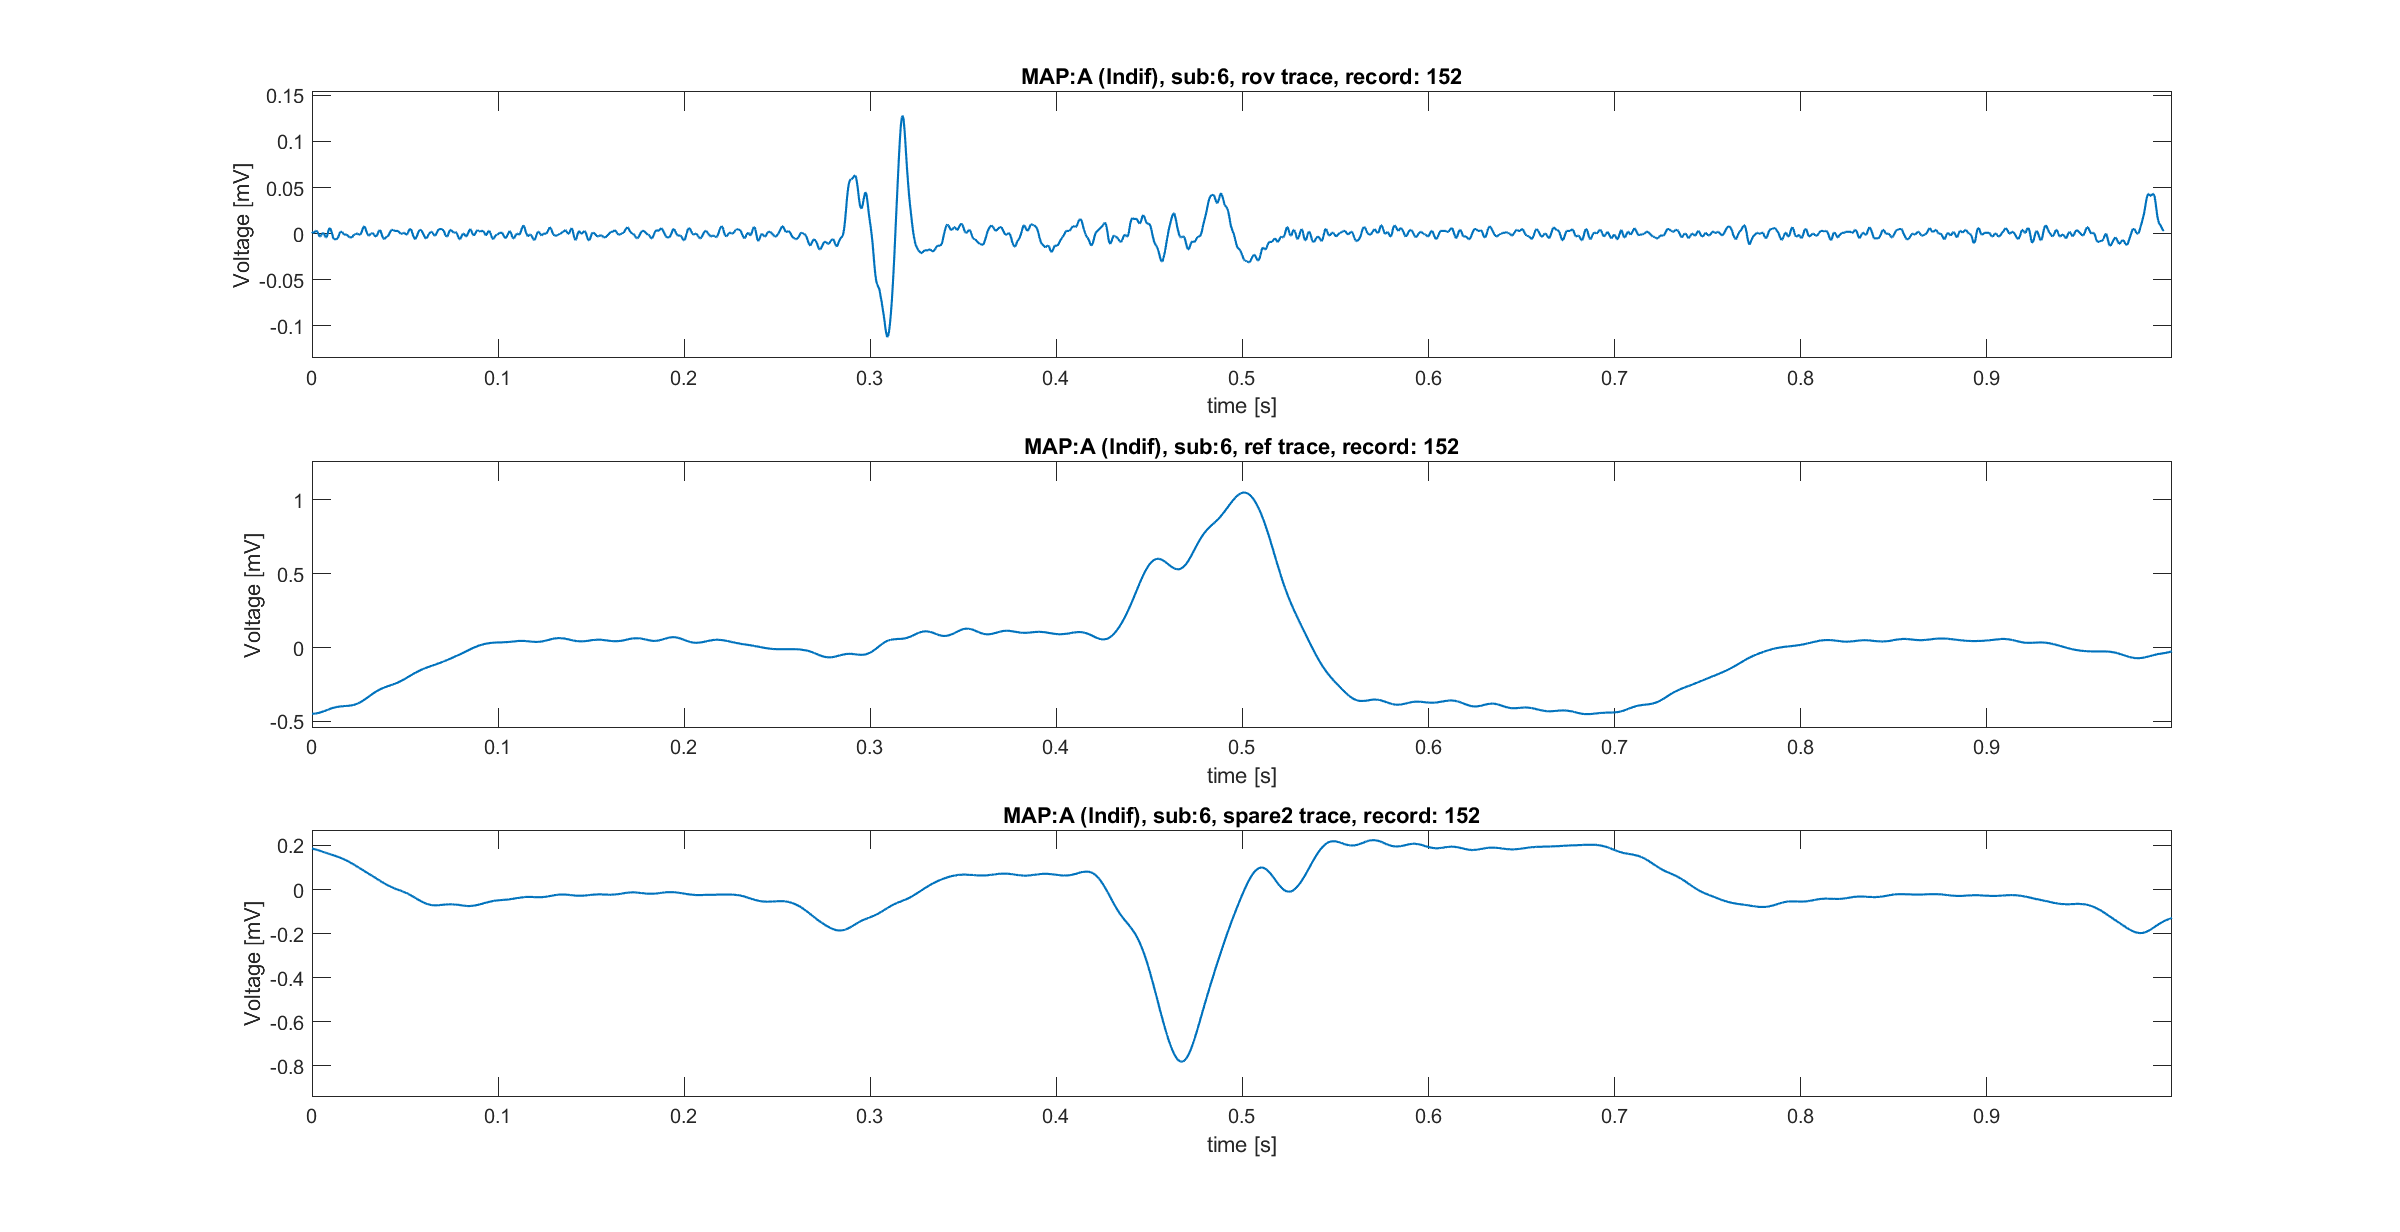 MAP:A (Indif), sub:6, rov trace, record: 152
Voltage [mV]
0.15
0.1
0.05
0
-0.05
-0.1
0 0.1 0.2 0.3 0.4 0.5 0.6 0.7 0.8 0.9
time [s]
MAP:A (Indif), sub:6, ref trace, record: 152
Voltage [mV]
1
0.5
0
-0.5
0 0.1 0.2 0.3 0.4 0.5 0.6 0.7 0.8 0.9
time [s]
MAP:A (Indif), sub:6, spare2 trace, record: 152
Voltage [mV]
0.2
0
-0.2
-0.4
-0.6
-0.8
0 0.1 0.2 0.3 0.4 0.5 0.6 0.7 0.8 0.9
time [s]